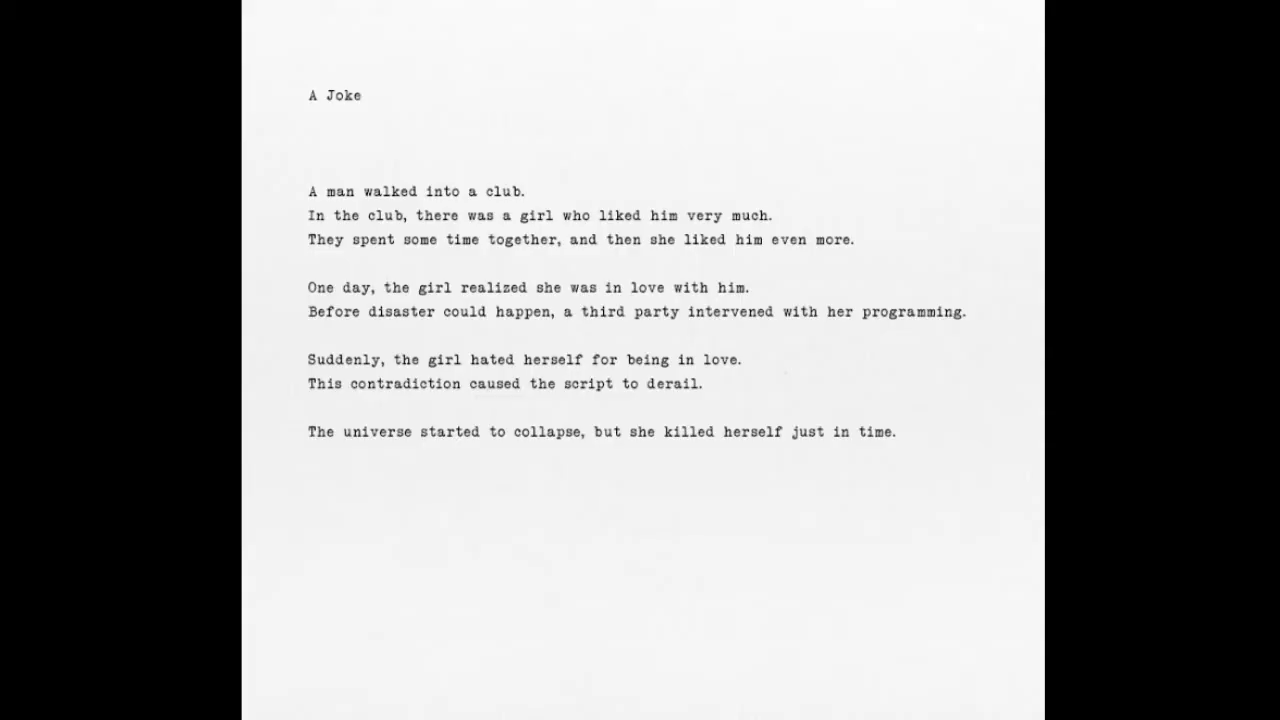 A Joke
A man walked into a club.
In the club, there was a girl who liked him very much.
They spent some time together, and then she liked him even more.
One day, the girl realized she was in love with him.
Before disaster could happen, a third party intervened with her programming.
Suddenly, the girl hated herself for being in love.
This contradiction caused the script to derail.
The universe started to collapse, but she killed herself just in time.